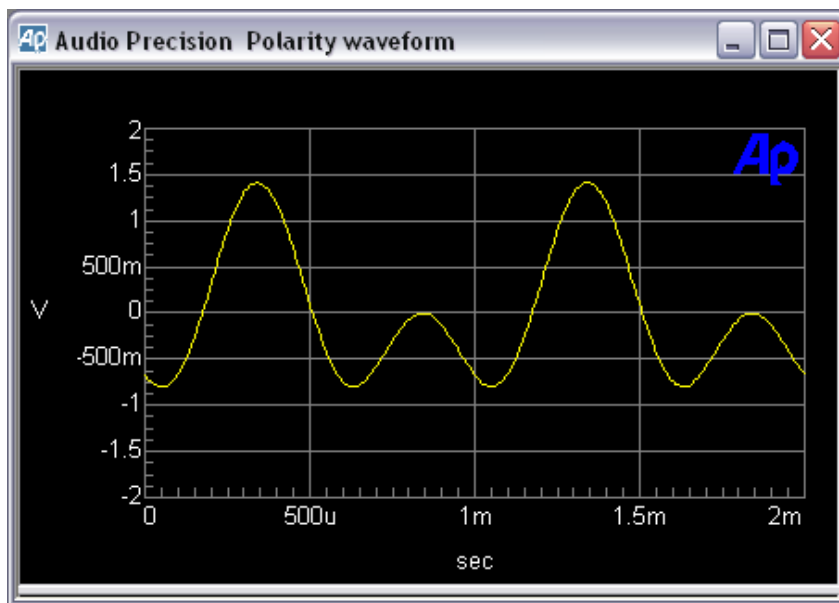 Ap Audio Precision Polarity waveform
Ap
2
1.5
1
500m
0
-500m
-1
-1.5
-2
V
0 500u 1m 1.5m 2m
sec